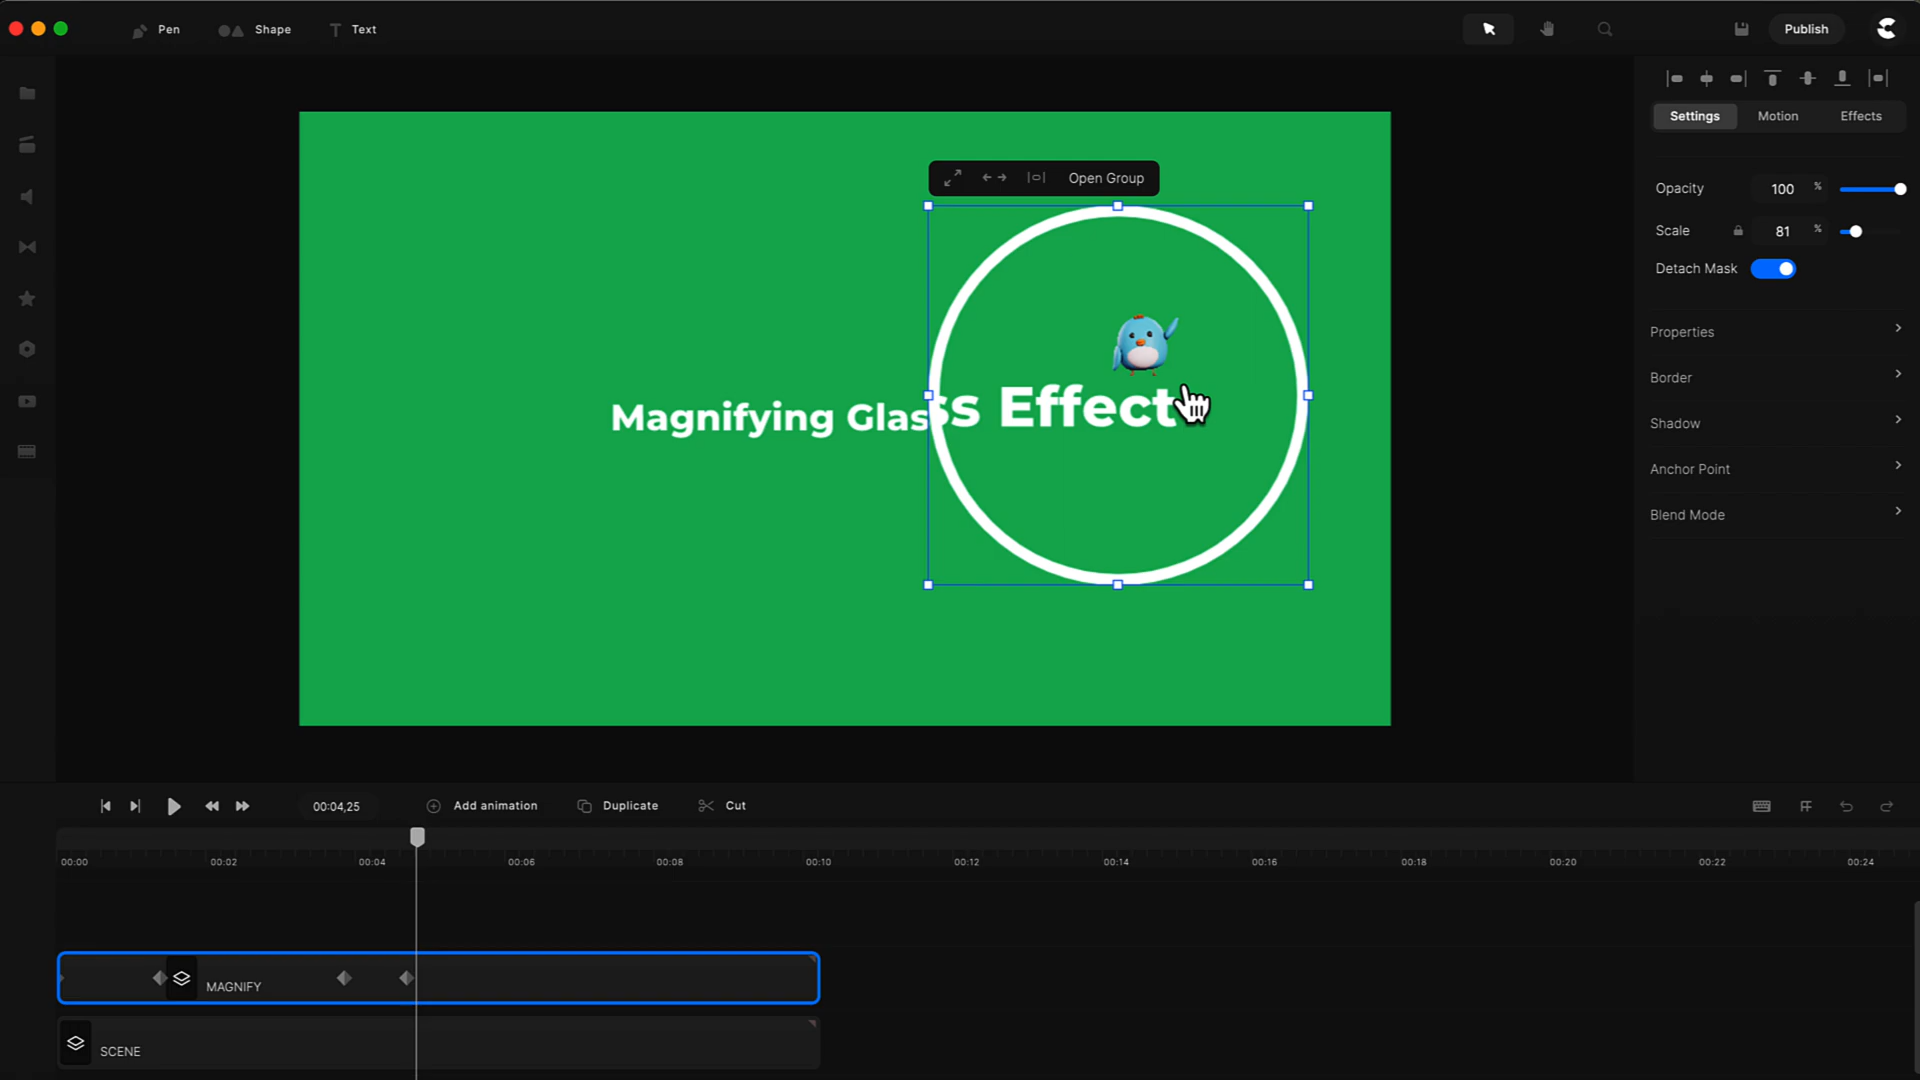 Pen
Shape
Text
Publish
Settings
Motion
Effects
Opacity 100 %
Scale 81 %
Detach Mask
Properties
Border
Shadow
Anchor Point
Blend Mode
Open Group
Magnifying Glass Effect
00:04,25
Add animation
Duplicate
Cut
00:00 00:02 00:04 00:06 00:08 00:10 00:12 00:14 00:16 00:18 00:20 00:22 00:24
MAGNIFY
SCENE